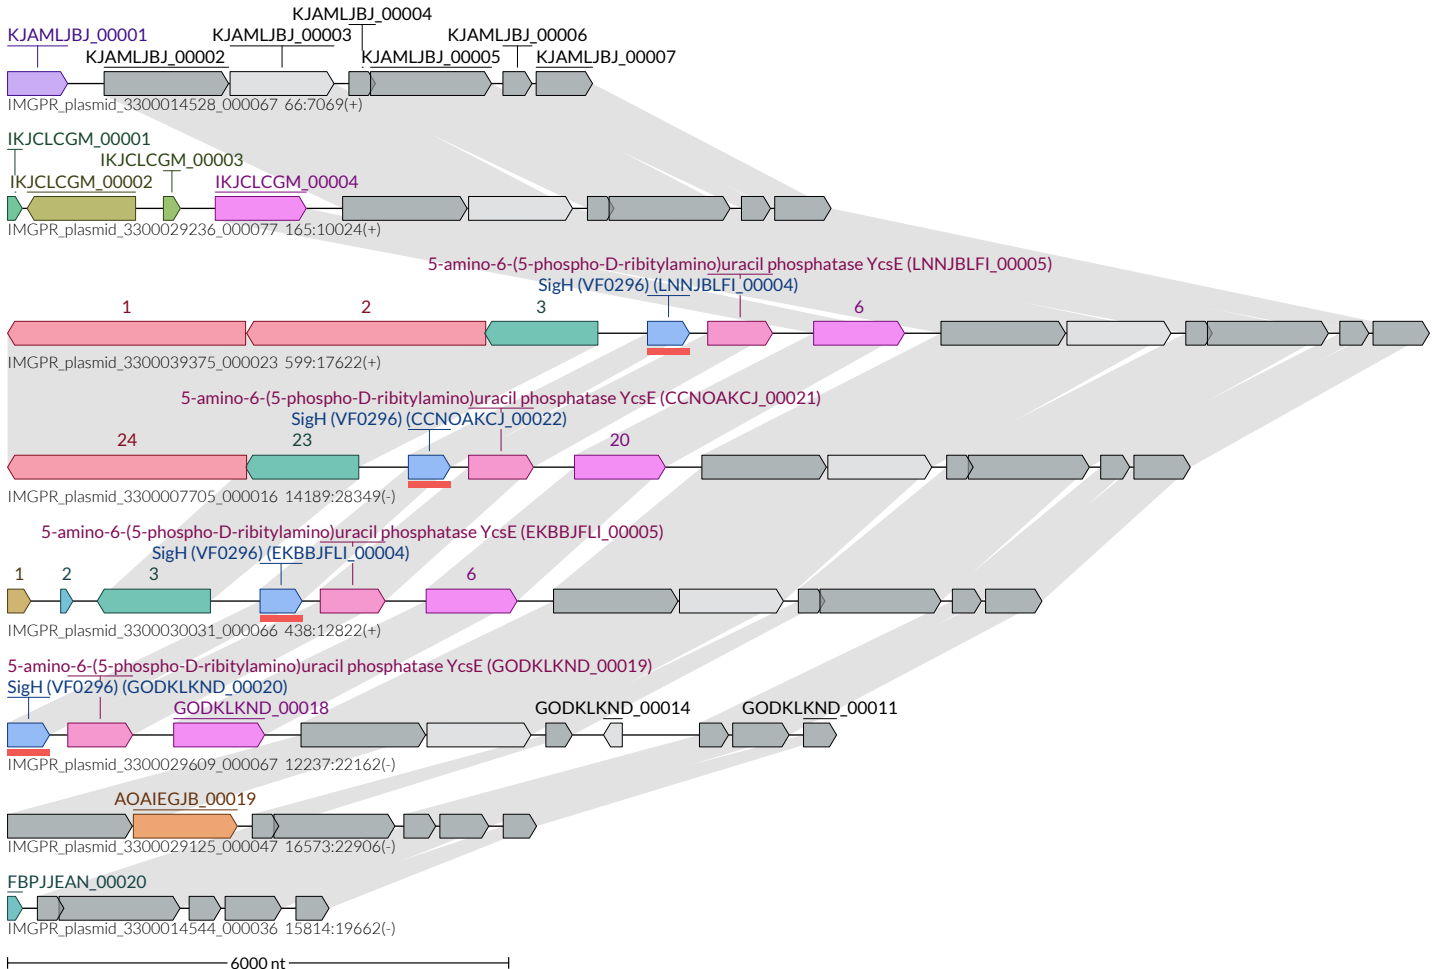 KJAMLJBJ_00004
KJAMLJBJ_00001 KJAMLJBJ_00003 KJAMLJBJ_00006
KJAMLJBJ_00002 KJAMLJBJ_00005 KJAMLJBJ_00007
IMGPR_plasmid_3300014528_000067 66:7069(+)
IKJCLCGM_00001
IKJCLCGM_00003
IKJCLCGM_00002 IKJCLCGM_00004
IMGPR_plasmid_3300029236_000077 165:10024(+)
5-amino-6-(5-phospho-D-ribitylamino)uracil phosphatase YcsE (LNNJBLFI_00005)
SigH (VF0296) (LNNJBLFI_00004)
1 2 3 6
IMGPR_plasmid_3300039375_000023 599:17622(+)
5-amino-6-(5-phospho-D-ribitylamino)uracil phosphatase YcsE (CCNOAKCJ_00021)
SigH (VF0296) (CCNOAKCJ_00022)
24 23 20
IMGPR_plasmid_3300007705_000016 14189:28349(-)
5-amino-6-(5-phospho-D-ribitylamino)uracil phosphatase YcsE (EKBBJFLI_00005)
SigH (VF0296) (EKBBJFLI_00004)
1 2 3 6
IMGPR_plasmid_3300030031_000066 438:12822(+)
5-amino-6-(5-phospho-D-ribitylamino)uracil phosphatase YcsE (GODKLKND_00019)
SigH (VF0296) (GODKLKND_00020)
GODKLKND_00018 GODKLKND_00014 GODKLKND_00011
IMGPR_plasmid_3300029609_000067 12237:22162(-)
AOAIEGJB_00019
IMGPR_plasmid_3300029125_000047 16573:22906(-)
FBPJJEAN_00020
IMGPR_plasmid_3300014544_000036 15814:19662(-)
6000 nt